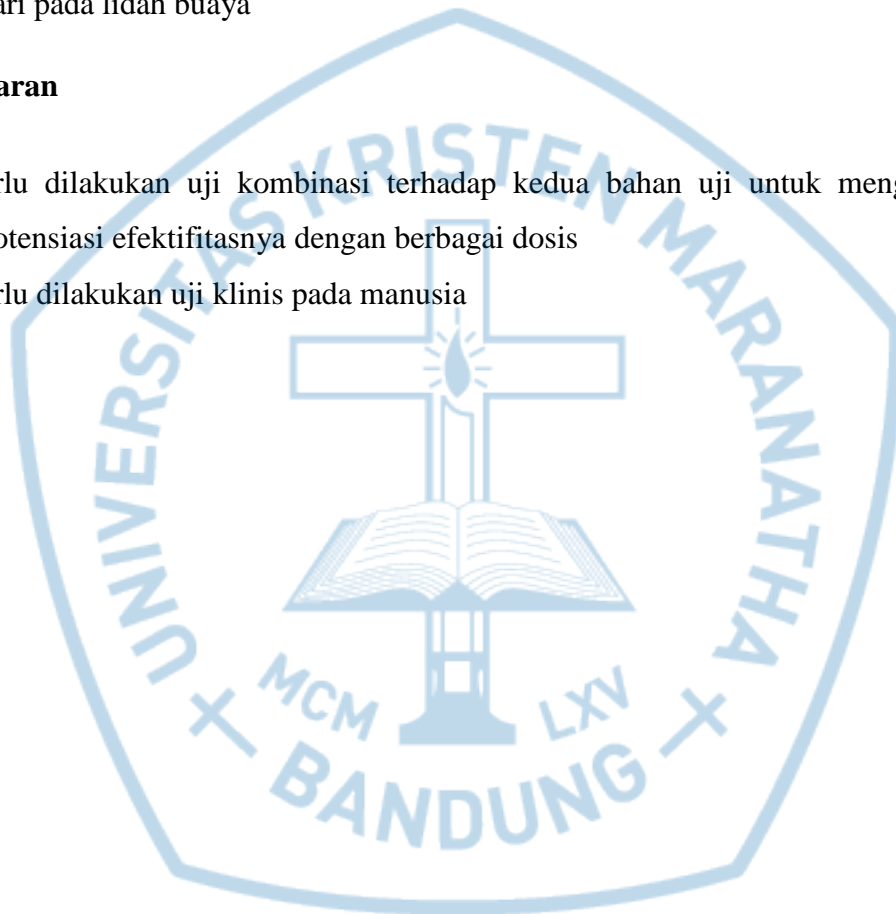 ari pada lidah buaya
aran
rlu dilakukan uji kombinasi terhadap kedua bahan uji untuk meng
otensiasi efektifitasnya dengan berbagai dosis
rlu dilakukan uji klinis pada manusia
UNIVERSITAS KRISTEN MARANATHA
MCM LXV
BANDUNG